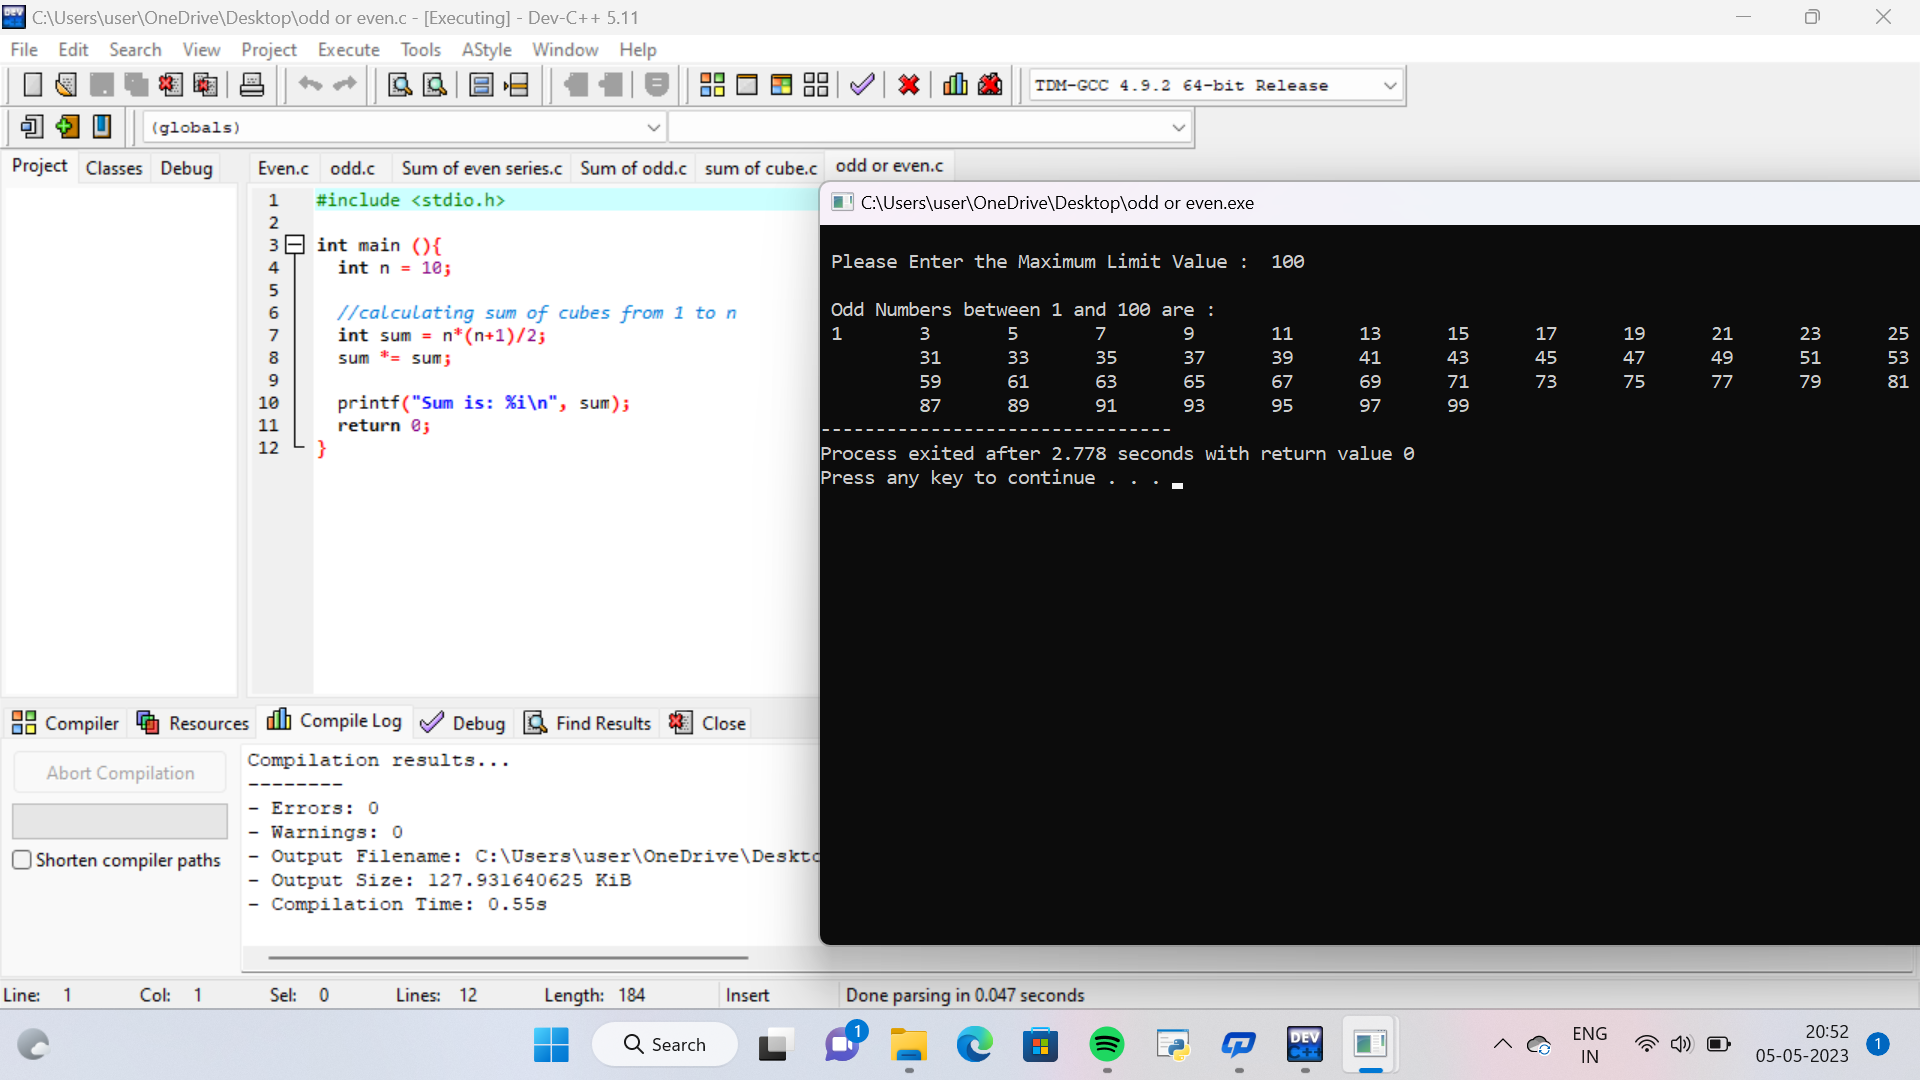 C:\Users\user\OneDrive\Desktop\odd or even.c - [Executing] - Dev-C++ 5.11
File Edit Search View Project Execute Tools AStyle Window Help
TDM-GCC 4.9.2 64-bit Release
(globals)
Project Classes Debug
Even.c odd.c Sum of even series.c Sum of odd.c sum of cube.c odd or even.c
1 #include <stdio.h>
2
3 int main (){
4 int n = 10;
5
6 //calculating sum of cubes from 1 to n
7 int sum = n*(n+1)/2;
8 sum *= sum;
9
10 printf("Sum is: %i\n", sum);
11 return 0;
12 }
C:\Users\user\OneDrive\Desktop\odd or even.exe
Please Enter the Maximum Limit Value :  100
Odd Numbers between 1 and 100 are :
1 3 5 7 9 11 13 15 17 19 21 23 25
31 33 35 37 39 41 43 45 47 49 51 53
59 61 63 65 67 69 71 73 75 77 79 81
87 89 91 93 95 97 99
--------------------------------
Process exited after 2.778 seconds with return value 0
Press any key to continue . . .
Compiler Resources Compile Log Debug Find Results Close
Abort Compilation
Shorten compiler paths
Compilation results...
--------
- Errors: 0
- Warnings: 0
- Output Filename: C:\Users\user\OneDrive\Deskto
- Output Size: 127.931640625 KiB
- Compilation Time: 0.55s
Line: 1 Col: 1 Sel: 0 Lines: 12 Length: 184 Insert Done parsing in 0.047 seconds
Search
1
DEV
C++
ENG
IN
20:52
05-05-2023
1